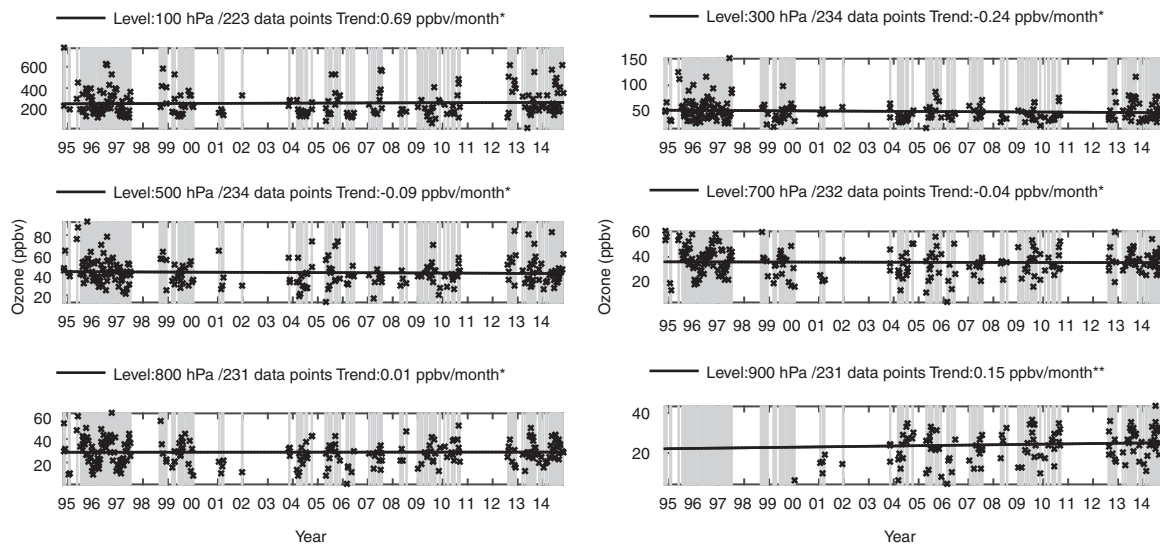 Level:100 hPa /223 data points Trend:0.69 ppbv/month*
600
400
200
95 96 97 98 99 00 01 02 03 04 05 06 07 08 09 10 11 12 13 14
Level:300 hPa /234 data points Trend:-0.24 ppbv/month*
150
100
50
95 96 97 98 99 00 01 02 03 04 05 06 07 08 09 10 11 12 13 14
Ozone (ppbv)
Level:500 hPa /234 data points Trend:-0.09 ppbv/month*
80
60
40
20
95 96 97 98 99 00 01 02 03 04 05 06 07 08 09 10 11 12 13 14
Ozone (ppbv)
Level:700 hPa /232 data points Trend:-0.04 ppbv/month*
60
40
20
95 96 97 98 99 00 01 02 03 04 05 06 07 08 09 10 11 12 13 14
Level:800 hPa /231 data points Trend:0.01 ppbv/month*
60
40
20
95 96 97 98 99 00 01 02 03 04 05 06 07 08 09 10 11 12 13 14
Year
Level:900 hPa /231 data points Trend:0.15 ppbv/month**
40
20
95 96 97 98 99 00 01 02 03 04 05 06 07 08 09 10 11 12 13 14
Year